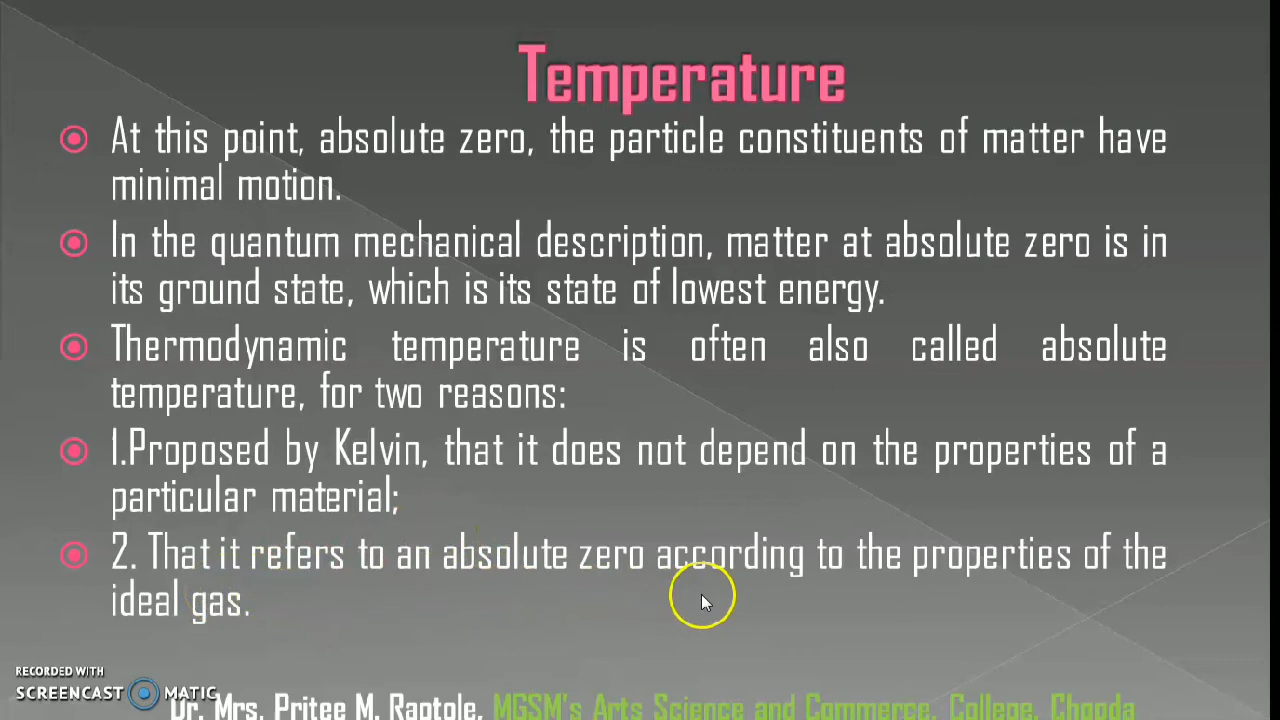 Temperature
At this point, absolute zero, the particle constituents of matter have
minimal motion.
In the quantum mechanical description, matter at absolute zero is in
its ground state, which is its state of lowest energy.
Thermodynamic temperature is often also called absolute
temperature, for two reasons:
1.Proposed by Kelvin, that it does not depend on the properties of a
particular material;
2. That it refers to an absolute zero according to the properties of the
ideal gas.
RECORDED WITH
SCREENCAST MATIC
Dr. Mrs. Pritee M. Raotole, MGSM's Arts Science and Commerce, College, Chopda